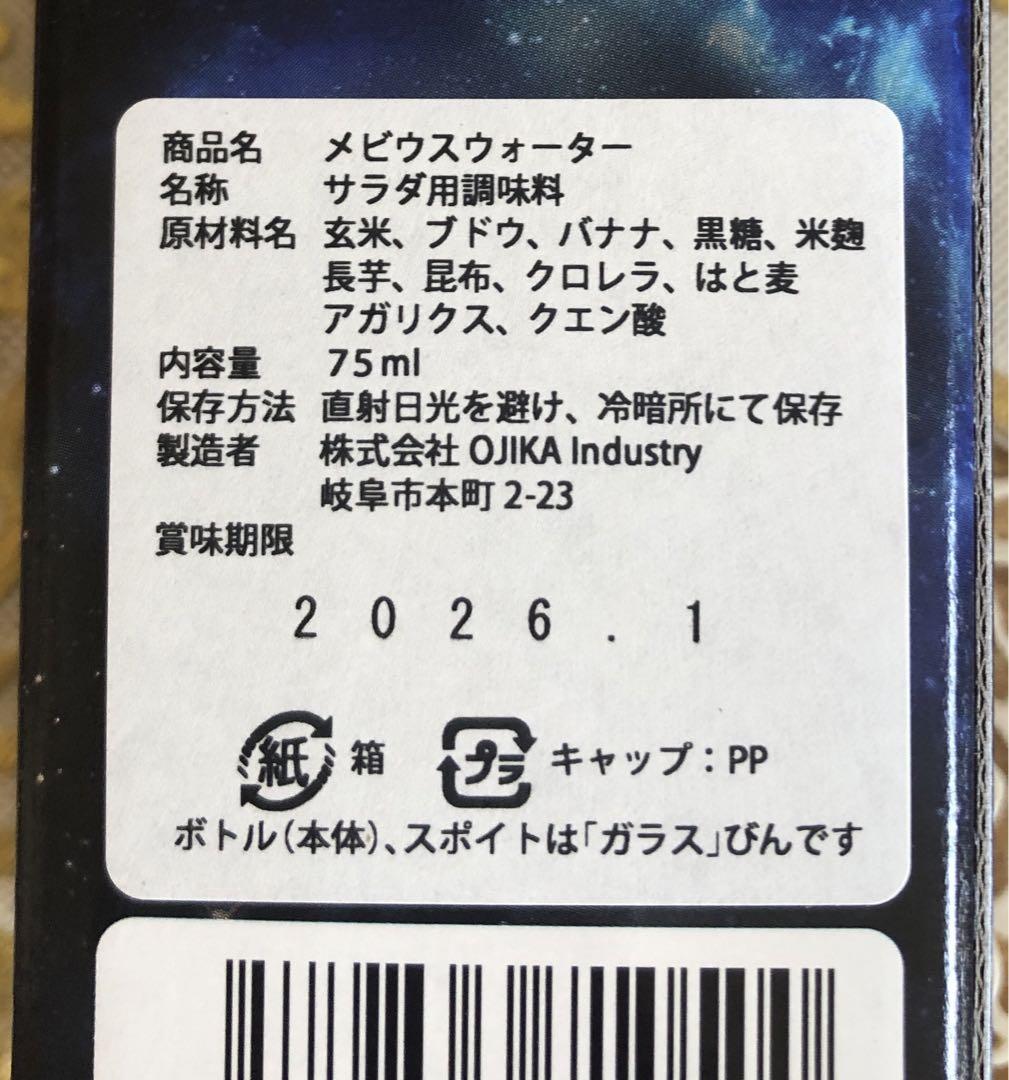 商品名 メビウスウォーター
名称 サラダ用調味料
原材料名 玄米、ブドウ、バナナ、黒糖、米麹
長芋、昆布、クロレラ、はと麦
アガリクス、クエン酸
内容量 75ml
保存方法 直射日光を避け、冷暗所にて保存
製造者 株式会社 OJIKA Industry
岐阜市本町 2-23
賞味期限
2026.1
紙 箱 プラ キャップ：PP
ボトル（本体）、スポイトは「ガラス」びんです